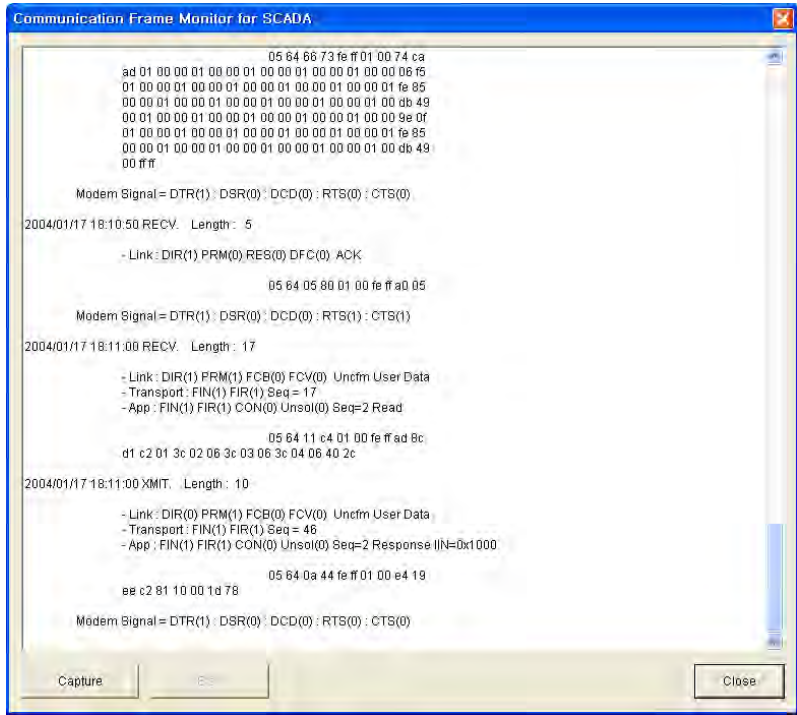 Communication Frame Monitor for SCADA
05 64 66 73 fe ff 01 00 74 ca
ad 01 00 00 01 00 00 01 00 00 01 00 00 01 00 00 06 f5
01 00 00 01 00 00 01 00 00 01 00 00 01 00 00 01 fe 85
00 00 01 00 00 01 00 00 01 00 00 01 00 00 01 00 db 49
00 01 00 00 01 00 00 01 00 00 01 00 00 01 00 00 9e 0f
01 00 00 01 00 00 01 00 00 01 00 00 01 00 00 01 fe 85
00 00 01 00 00 01 00 00 01 00 00 01 00 00 01 00 db 49
00 ff ff
Modem Signal = DTR(1) : DSR(0) : DCD(0) : RTS(0) : CTS(0)
2004/01/17 18:10:50 RECV. Length : 5
- Link : DIR(1) PRM(0) RES(0) DFC(0) ACK
05 64 05 80 01 00 fe ff a0 05
Modem Signal = DTR(1) : DSR(0) : DCD(0) : RTS(1) : CTS(1)
2004/01/17 18:11:00 RECV. Length : 17
- Link : DIR(1) PRM(1) FCB(0) FCV(0) Uncfm User Data
- Transport : FIN(1) FIR(1) Seq = 17
- App : FIN(1) FIR(1) CON(0) Unsol(0) Seq=2 Read
05 64 11 c4 01 00 fe ff ad 8c
d1 c2 01 3c 02 06 3c 03 06 3c 04 06 40 2c
2004/01/17 18:11:00 XMIT. Length : 10
- Link : DIR(0) PRM(1) FCB(0) FCV(0) Uncfm User Data
- Transport : FIN(1) FIR(1) Seq = 46
- App : FIN(1) FIR(1) CON(0) Unsol(0) Seq=2 Response IIN=0x1000
05 64 0a 44 fe ff 01 00 e4 19
ee c2 81 10 00 1d 78
Modem Signal = DTR(1) : DSR(0) : DCD(0) : RTS(0) : CTS(0)
Capture
Close